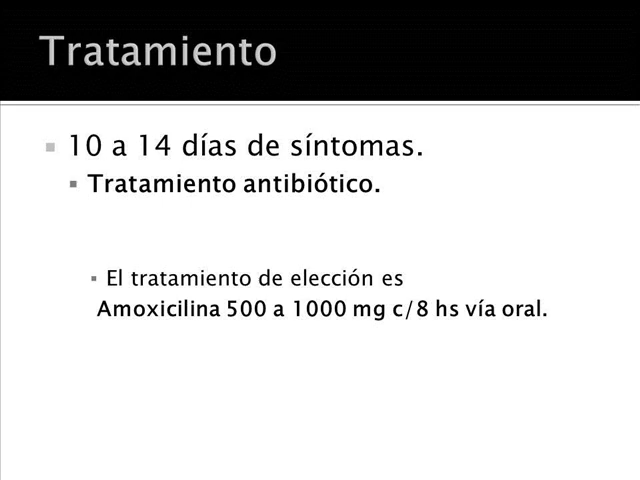 Tratamiento
10 a 14 días de síntomas.
Tratamiento antibiótico.
El tratamiento de elección es
Amoxicilina 500 a 1000 mg c/8 hs vía oral.